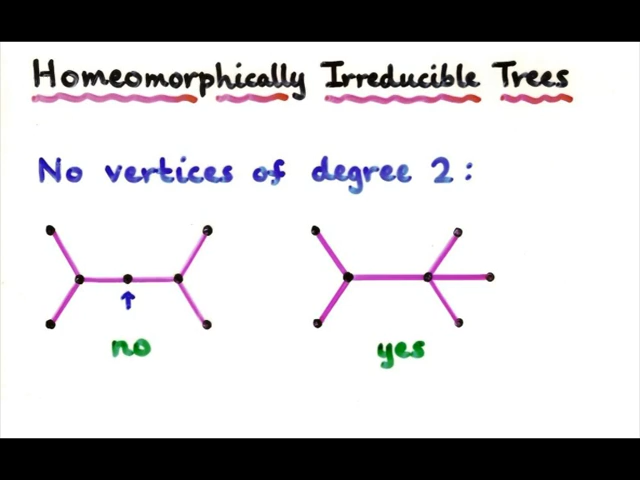 Homeomorphically Irreducible Trees
No vertices of degree 2:
no
yes